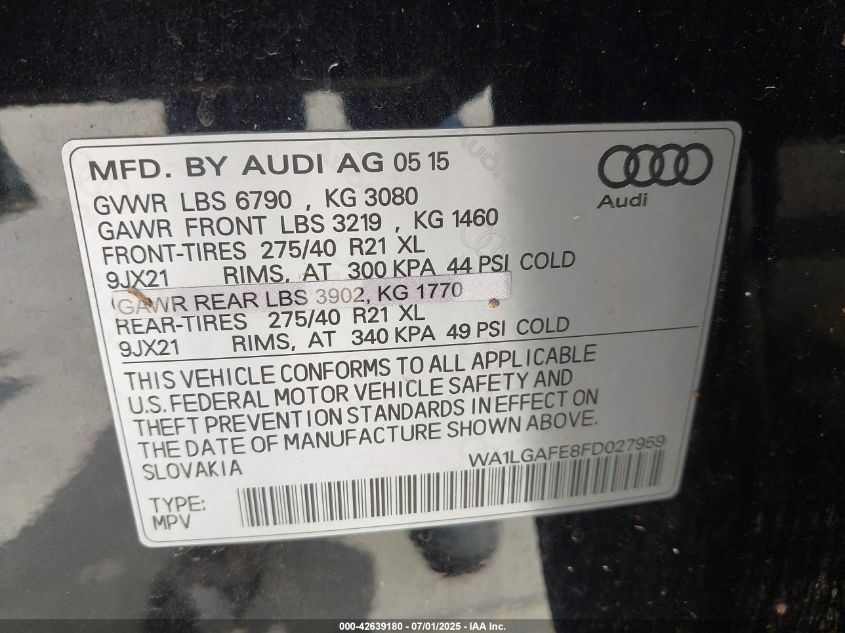 MFD. BY AUDI AG 05 15
Audi
GVWR LBS 6790 , KG 3080
GAWR FRONT LBS 3219 , KG 1460
FRONT-TIRES 275/40 R21 XL
9JX21 RIMS, AT 300 KPA 44 PSI COLD
GAWR REAR LBS 3902, KG 1770
REAR-TIRES 275/40 R21 XL
9JX21 RIMS, AT 340 KPA 49 PSI COLD
THIS VEHICLE CONFORMS TO ALL APPLICABLE
U.S. FEDERAL MOTOR VEHICLE SAFETY AND
THEFT PREVENTION STANDARDS IN EFFECT ON
THE DATE OF MANUFACTURE SHOWN ABOVE.
SLOVAKIA
WA1LGAFE8FD027959
TYPE:
MPV
000-42639180 - 07/01/2025 - IAA Inc.